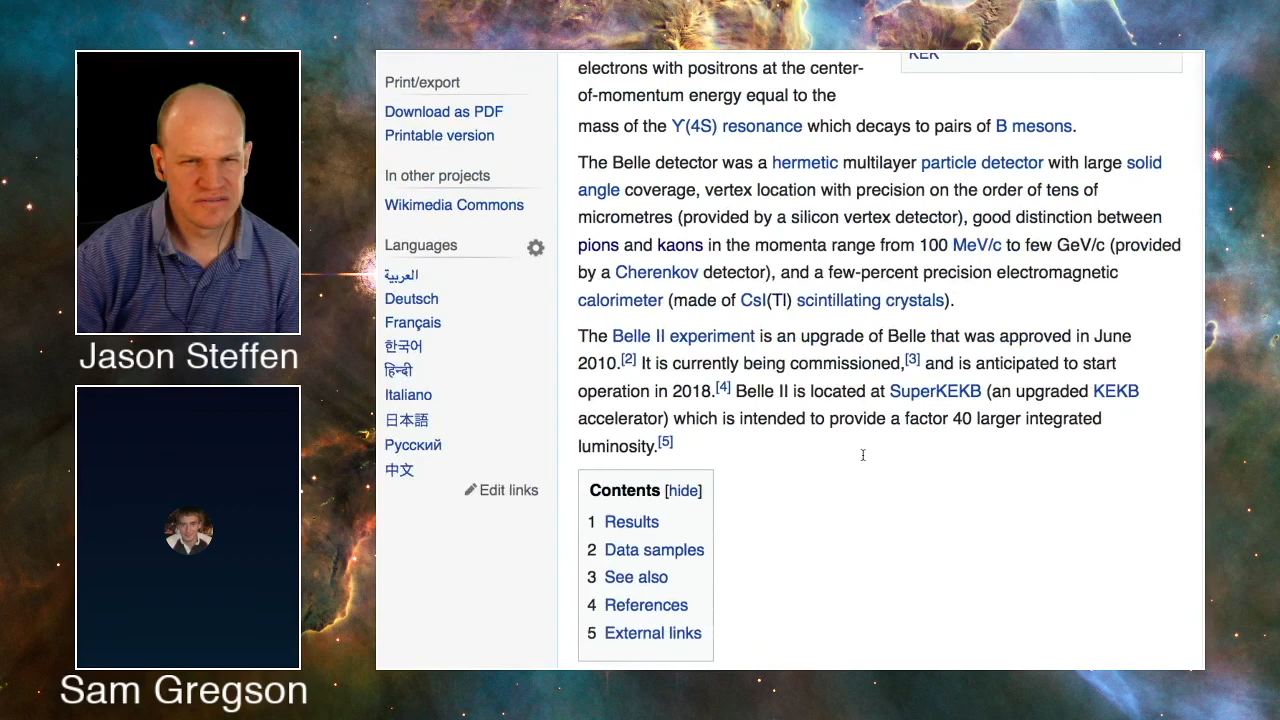 Jason Steffen
Sam Gregson
Print/export
Download as PDF
Printable version
In other projects
Wikimedia Commons
Languages
العربية
Deutsch
Français
한국어
हिन्दी
Italiano
日本語
Русский
中文
Edit links
KEK
electrons with positrons at the center-
of-momentum energy equal to the
mass of the ϒ(4S) resonance which decays to pairs of B mesons.
The Belle detector was a hermetic multilayer particle detector with large solid
angle coverage, vertex location with precision on the order of tens of
micrometres (provided by a silicon vertex detector), good distinction between
pions and kaons in the momenta range from 100 MeV/c to few GeV/c (provided
by a Cherenkov detector), and a few-percent precision electromagnetic
calorimeter (made of CsI(Tl) scintillating crystals).
The Belle II experiment is an upgrade of Belle that was approved in June
2010.[2] It is currently being commissioned,[3] and is anticipated to start
operation in 2018.[4] Belle II is located at SuperKEKB (an upgraded KEKB
accelerator) which is intended to provide a factor 40 larger integrated
luminosity.[5]
Contents [hide]
1 Results
2 Data samples
3 See also
4 References
5 External links